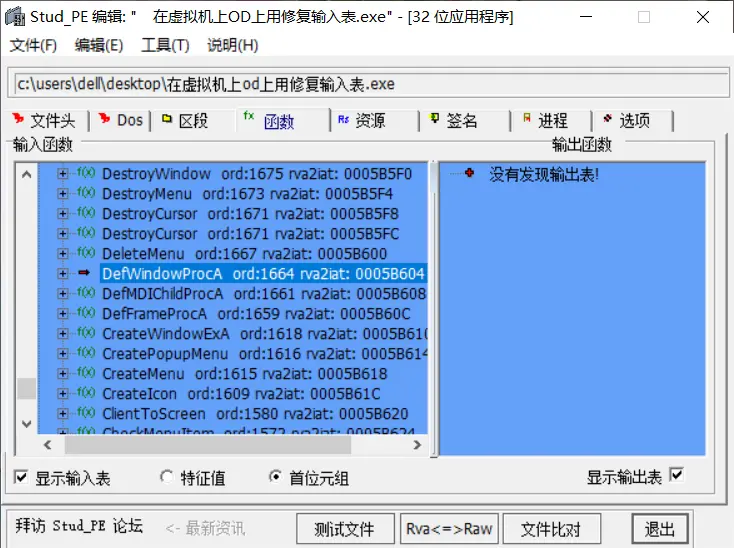 Stud_PE 编辑: " 在虚拟机上OD上用修复输入表.exe" - [32 位应用程序]
文件(F) 编辑(E) 工具(T) 说明(H)
c:\users\dell\desktop\在虚拟机上od上用修复输入表.exe
文件头 Dos 区段 fx 函数 Rs 资源 签名 进程 选项
输入函数 输出函数
f(x) DestroyWindow ord:1675 rva2iat: 0005B5F0
没有发现输出表!
f(x) DestroyMenu ord:1673 rva2iat: 0005B5F4
f(x) DestroyCursor ord:1671 rva2iat: 0005B5F8
f(x) DestroyCursor ord:1671 rva2iat: 0005B5FC
f(x) DeleteMenu ord:1667 rva2iat: 0005B600
DefWindowProcA ord:1664 rva2iat: 0005B604
f(x) DefMDIChildProcA ord:1661 rva2iat: 0005B608
f(x) DefFrameProcA ord:1659 rva2iat: 0005B60C
f(x) CreateWindowExA ord:1618 rva2iat: 0005B610
f(x) CreatePopupMenu ord:1616 rva2iat: 0005B614
f(x) CreateMenu ord:1615 rva2iat: 0005B618
f(x) CreateIcon ord:1609 rva2iat: 0005B61C
f(x) ClientToScreen ord:1580 rva2iat: 0005B620
f(x) CheckMenuItem ord:1572 rva2iat: 0005B624
显示输入表 特征值 首位元组 显示输出表
拜访 Stud_PE 论坛 <- 最新资讯 测试文件 Rva<=>Raw 文件比对 退出